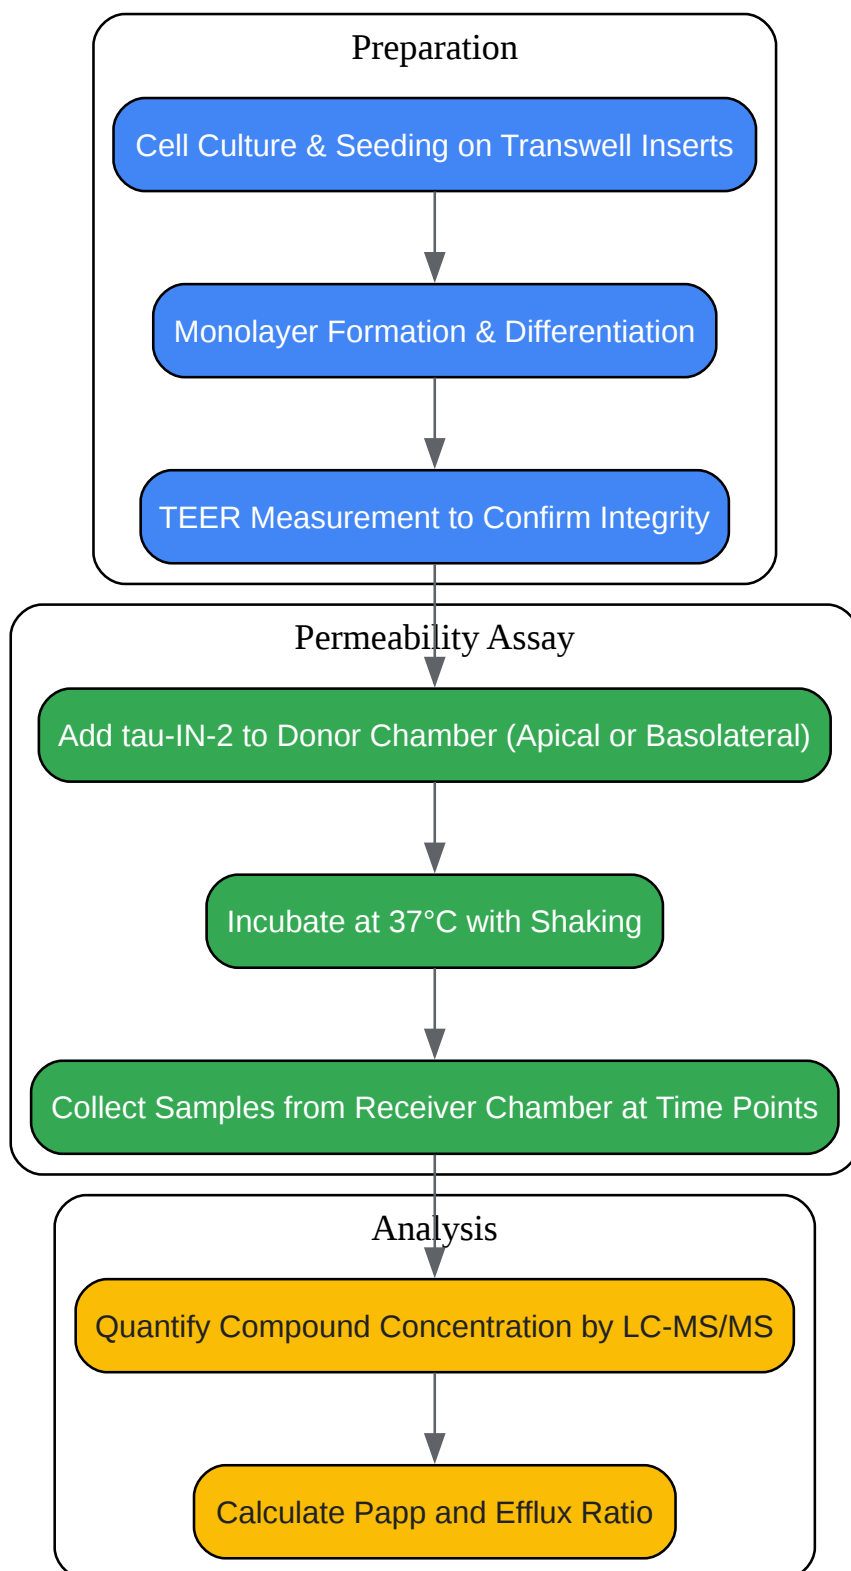 Preparation
Cell Culture & Seeding on Transwell Inserts
Monolayer Formation & Differentiation
TEER Measurement to Confirm Integrity
Permeability Assay
Add tau-IN-2 to Donor Chamber (Apical or Basolateral)
Incubate at 37°C with Shaking
Collect Samples from Receiver Chamber at Time Points
Analysis
Quantify Compound Concentration by LC-MS/MS
Calculate Papp and Efflux Ratio